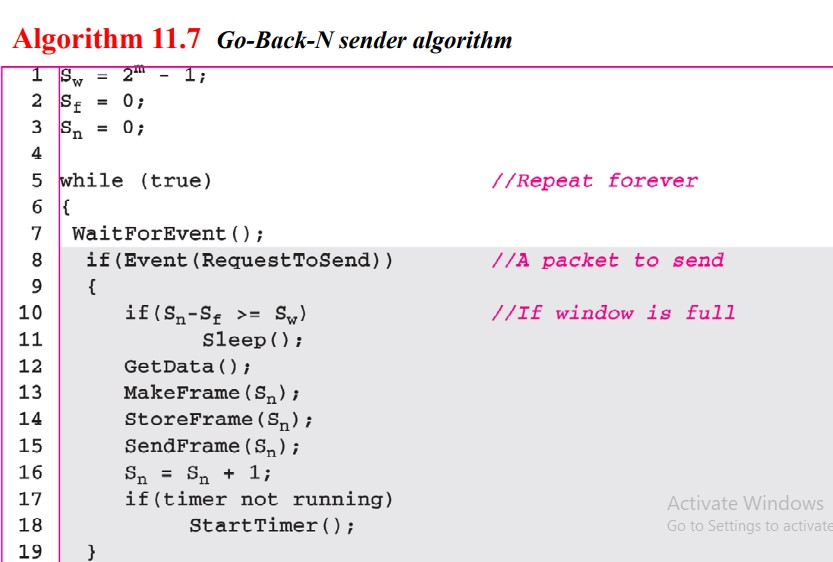 Algorithm 11.7 Go-Back-N sender algorithm
1 Sw = 2^m - 1;
2 Sf = 0;
3 Sn = 0;
4
5 while (true) //Repeat forever
6 {
7 WaitForEvent();
8 if(Event(RequestToSend)) //A packet to send
9 {
10 if(Sn-Sf >= Sw) //If window is full
11 Sleep();
12 GetData();
13 MakeFrame(Sn);
14 StoreFrame(Sn);
15 SendFrame(Sn);
16 Sn = Sn + 1;
17 if(timer not running)
18 StartTimer();
19 }
Activate Windows
Go to Settings to activate